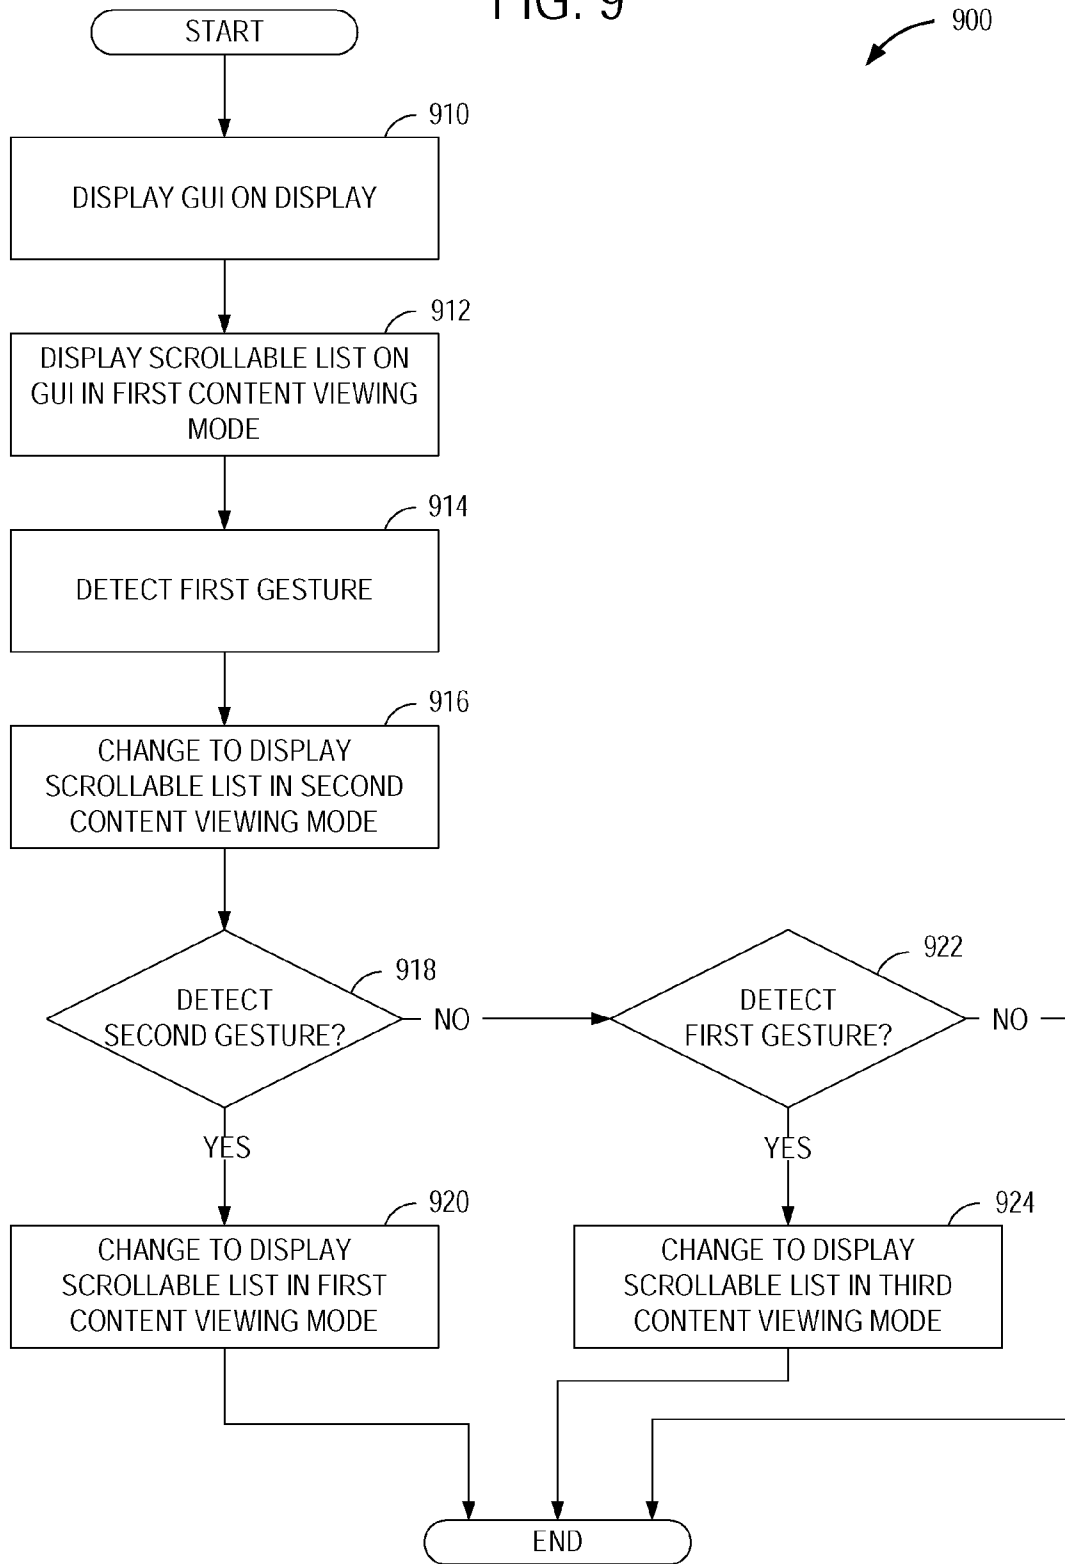 FIG. 9
START
900
910
DISPLAY GUI ON DISPLAY
912
DISPLAY SCROLLABLE LIST ON
GUI IN FIRST CONTENT VIEWING
MODE
914
DETECT FIRST GESTURE
916
CHANGE TO DISPLAY
SCROLLABLE LIST IN SECOND
CONTENT VIEWING MODE
918
DETECT
SECOND GESTURE?
NO
922
DETECT
FIRST GESTURE?
NO
YES
YES
920
CHANGE TO DISPLAY
SCROLLABLE LIST IN FIRST
CONTENT VIEWING MODE
924
CHANGE TO DISPLAY
SCROLLABLE LIST IN THIRD
CONTENT VIEWING MODE
END